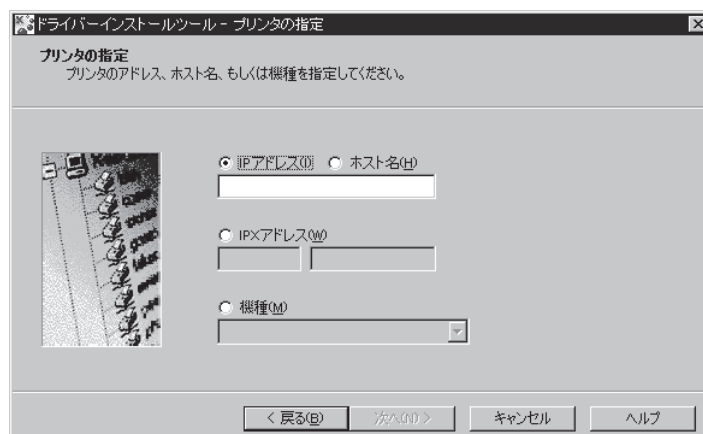 ドライバーインストールツール - プリンタの指定
プリンタの指定
プリンタのアドレス、ホスト名、もしくは機種を指定してください。
IPアドレス(I) ホスト名(H)
IPXアドレス(W)
機種(M)
< 戻る(B) 次へ(N) > キャンセル ヘルプ